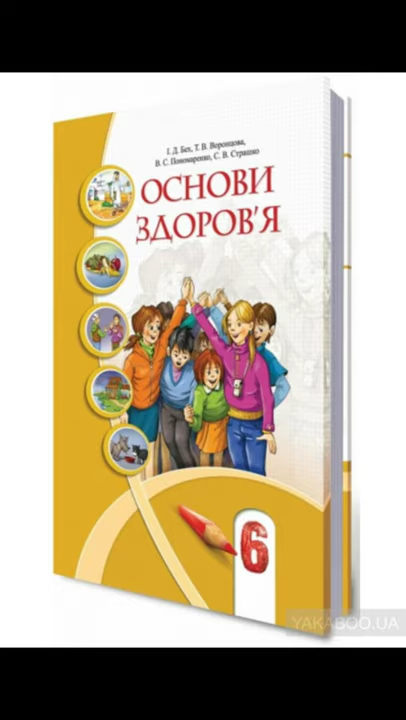 І. Д. Бех, Т. В. Воронцова,
В. С. Пономаренко, С. В. Страшко
ОСНОВИ
ЗДОРОВ'Я
6
YAKABOO.UA